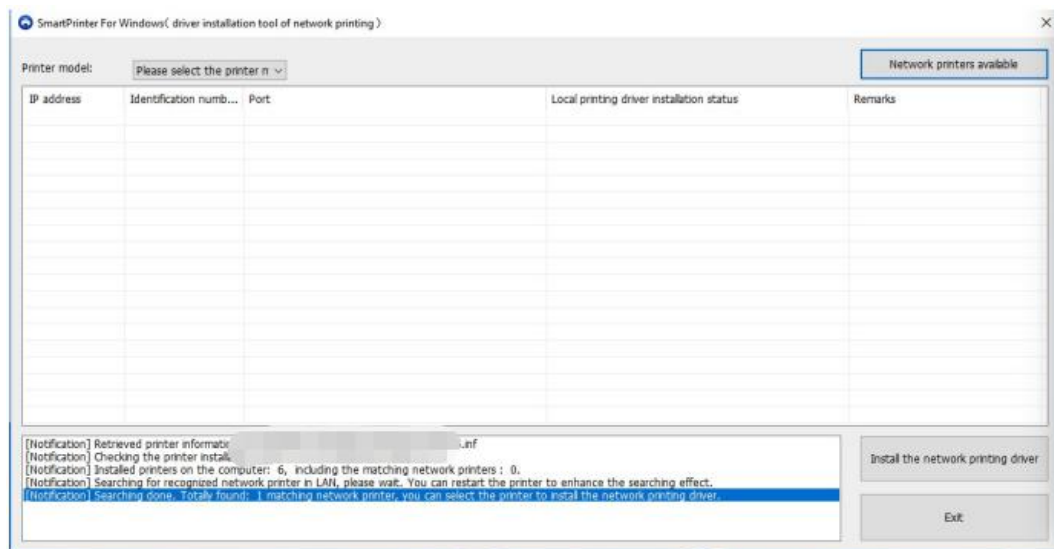 SmartPrinter For Windows( driver installation tool of network printing )
Printer model:
Please select the printer n
Network printers available
IP address Identification numb... Port Local printing driver installation status Remarks
[Notification] Retrieved printer .inf
[Notification] Checking the printer
[Notification] Installed printers on the computer: 6, including the matching network printers : 0.
[Notification] Searching for recognized network printer in LAN, please wait. You can restart the printer to enhance the searching effect.
[Notification] Searching done. Totally found: 1 matching network printer, you can select the printer to install the network printing driver.
Install the network printing driver
Exit